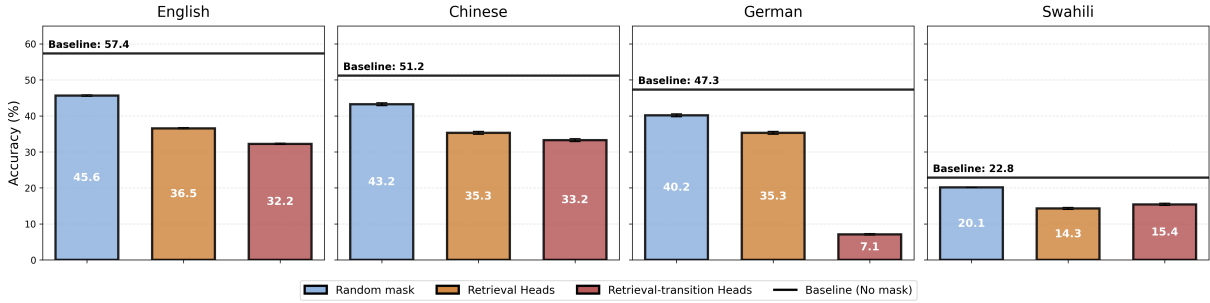 English
Chinese
German
Swahili
Accuracy (%)
60
50
40
30
20
10
0
Baseline: 57.4
45.6
36.5
32.2
Baseline: 51.2
43.2
35.3
33.2
Baseline: 47.3
40.2
35.3
7.1
Baseline: 22.8
20.1
14.3
15.4
Random mask
Retrieval Heads
Retrieval-transition Heads
Baseline (No mask)